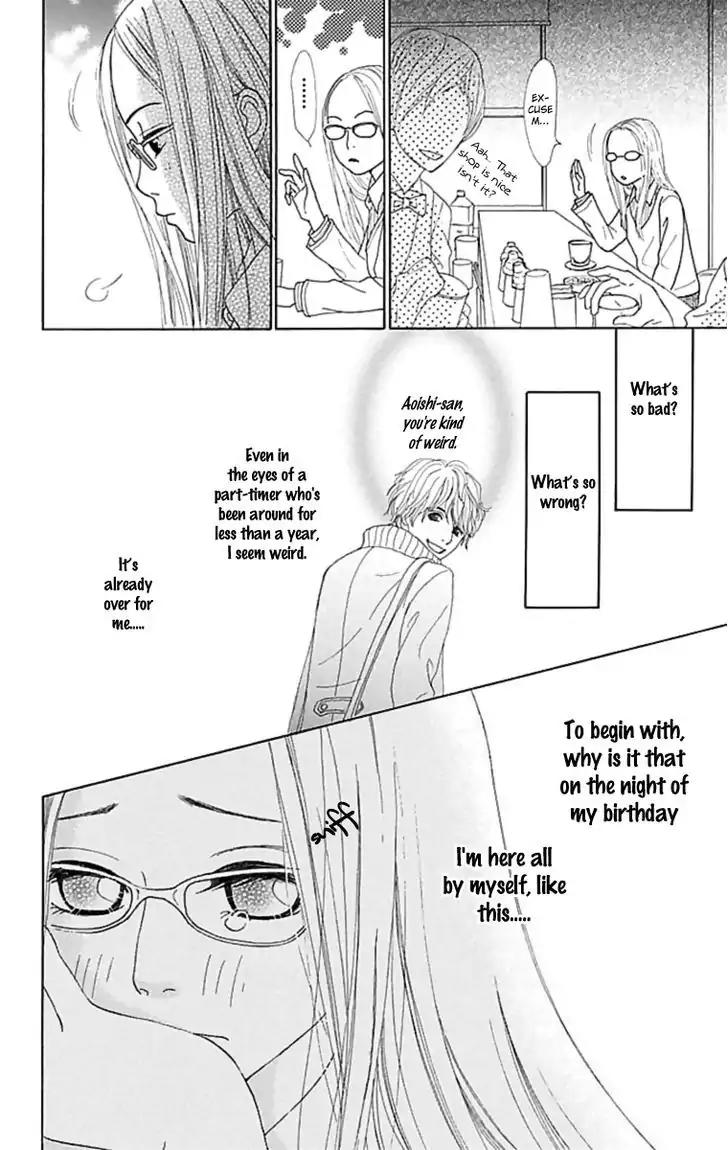 EX-
CUSE
M...
Aah... That
shop is nice
isn't it?
......
What's
so bad?
What's so
wrong?
Aoishi-san,
you're kind
of weird.
Even in
the eyes of a
part-timer who's
been around for
less than a year,
I seem weird.
It's
already
over for
me.....
To begin with,
why is it that
on the night of
my birthday
I'm here all
by myself, like
this.....
sniff